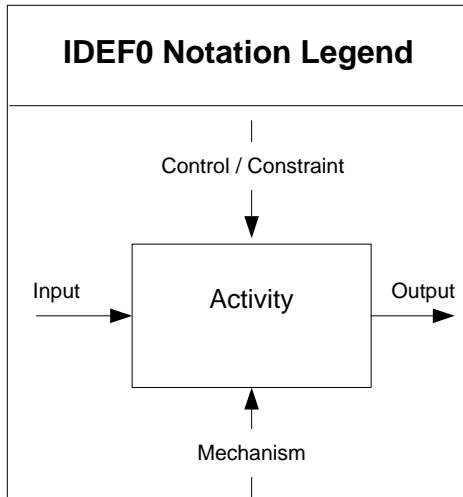 IDEF0 Notation Legend
Control / Constraint
Input
Activity
Output
Mechanism